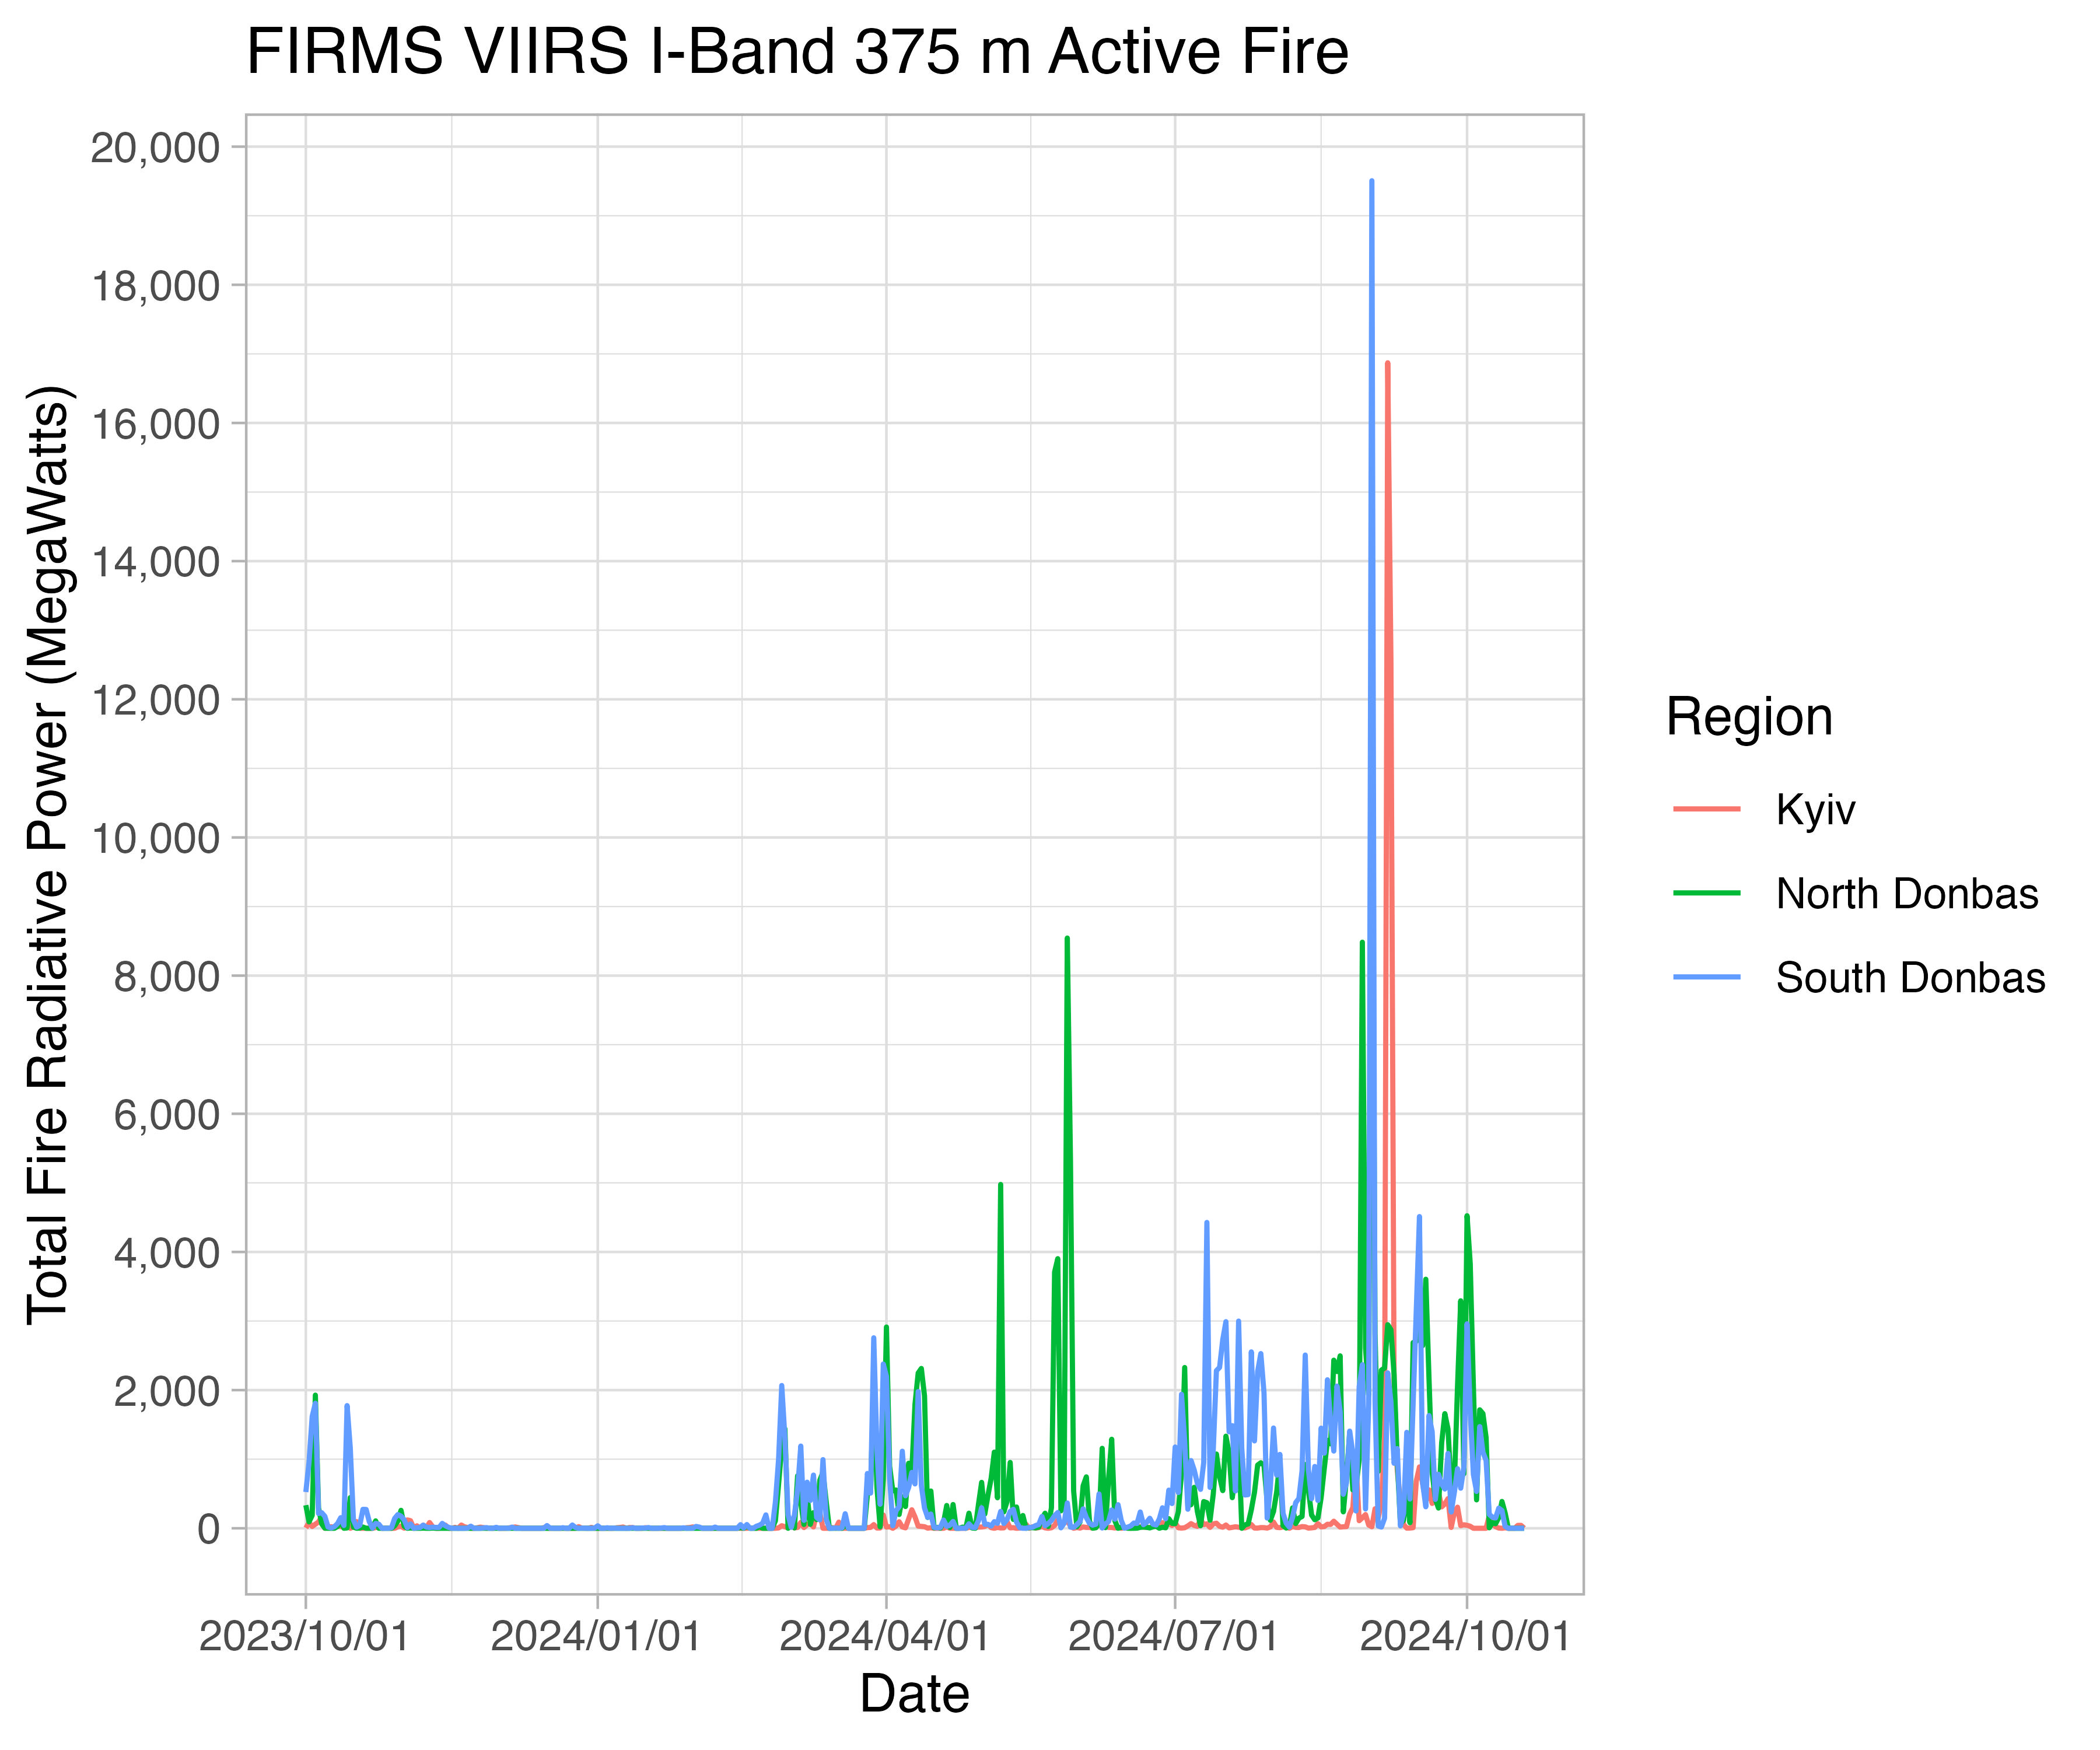 FIRMS VIIRS I-Band 375 m Active Fire
Total Fire Radiative Power (MegaWatts)
20,000
18,000
16,000
14,000
12,000
10,000
8,000
6,000
4,000
2,000
0
2023/10/01 2024/01/01 2024/04/01 2024/07/01 2024/10/01
Date
Region
Kyiv
North Donbas
South Donbas